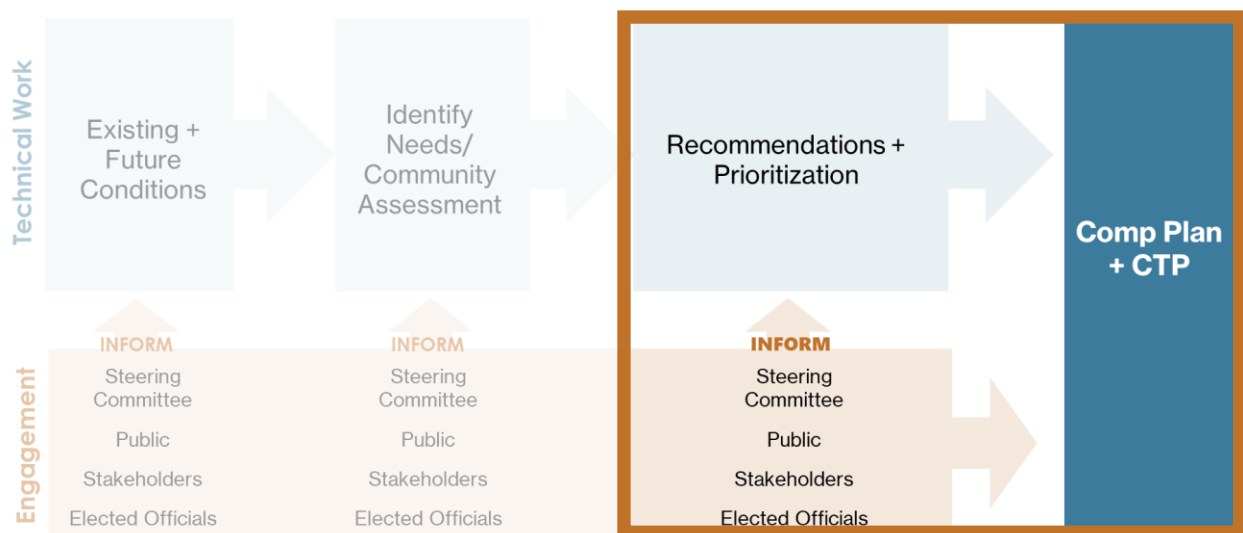 Technical Work
Existing +
Future
Conditions
Identify
Needs/
Community
Assessment
Recommendations +
Prioritization
Comp Plan
+ CTP
Engagement
INFORM
Steering
Committee
Public
Stakeholders
Elected Officials
INFORM
Steering
Committee
Public
Stakeholders
Elected Officials
INFORM
Steering
Committee
Public
Stakeholders
Elected Officials